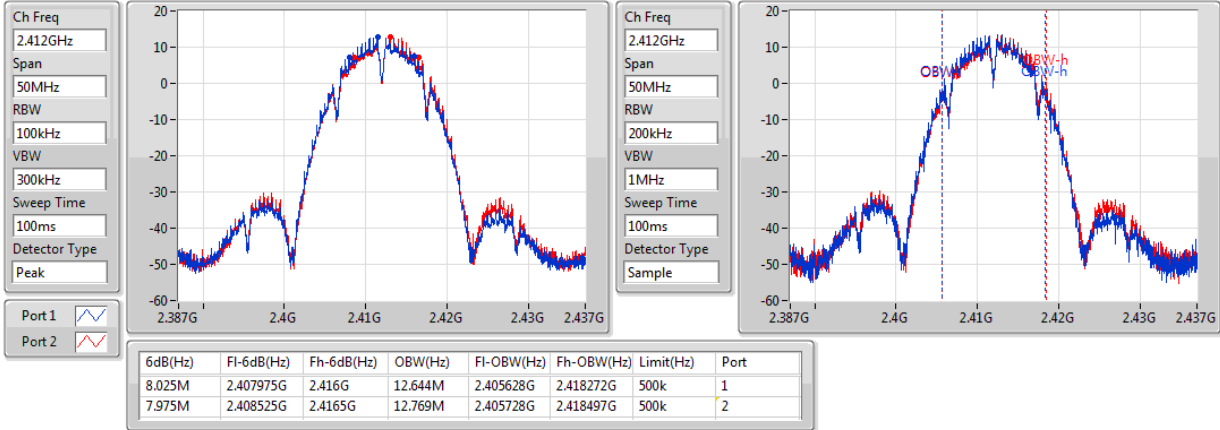 Ch Freq
2.412GHz
Span
50MHz
RBW
100kHz
VBW
300kHz
Sweep Time
100ms
Detector Type
Peak
Port 1
Port 2
20
10
0
-10
-20
-30
-40
-50
-60
2.387G 2.4G 2.41G 2.42G 2.43G 2.437G
Ch Freq
2.412GHz
Span
50MHz
RBW
200kHz
VBW
1MHz
Sweep Time
100ms
Detector Type
Sample
20
10
0
-10
-20
-30
-40
-50
-60
OBW-h
OBW-h
2.387G 2.4G 2.41G 2.42G 2.43G 2.437G
6dB(Hz) Fl-6dB(Hz) Fh-6dB(Hz) OBW(Hz) Fl-OBW(Hz) Fh-OBW(Hz) Limit(Hz) Port
8.025M 2.407975G 2.416G 12.644M 2.405628G 2.418272G 500k 1
7.975M 2.408525G 2.4165G 12.769M 2.405728G 2.418497G 500k 2